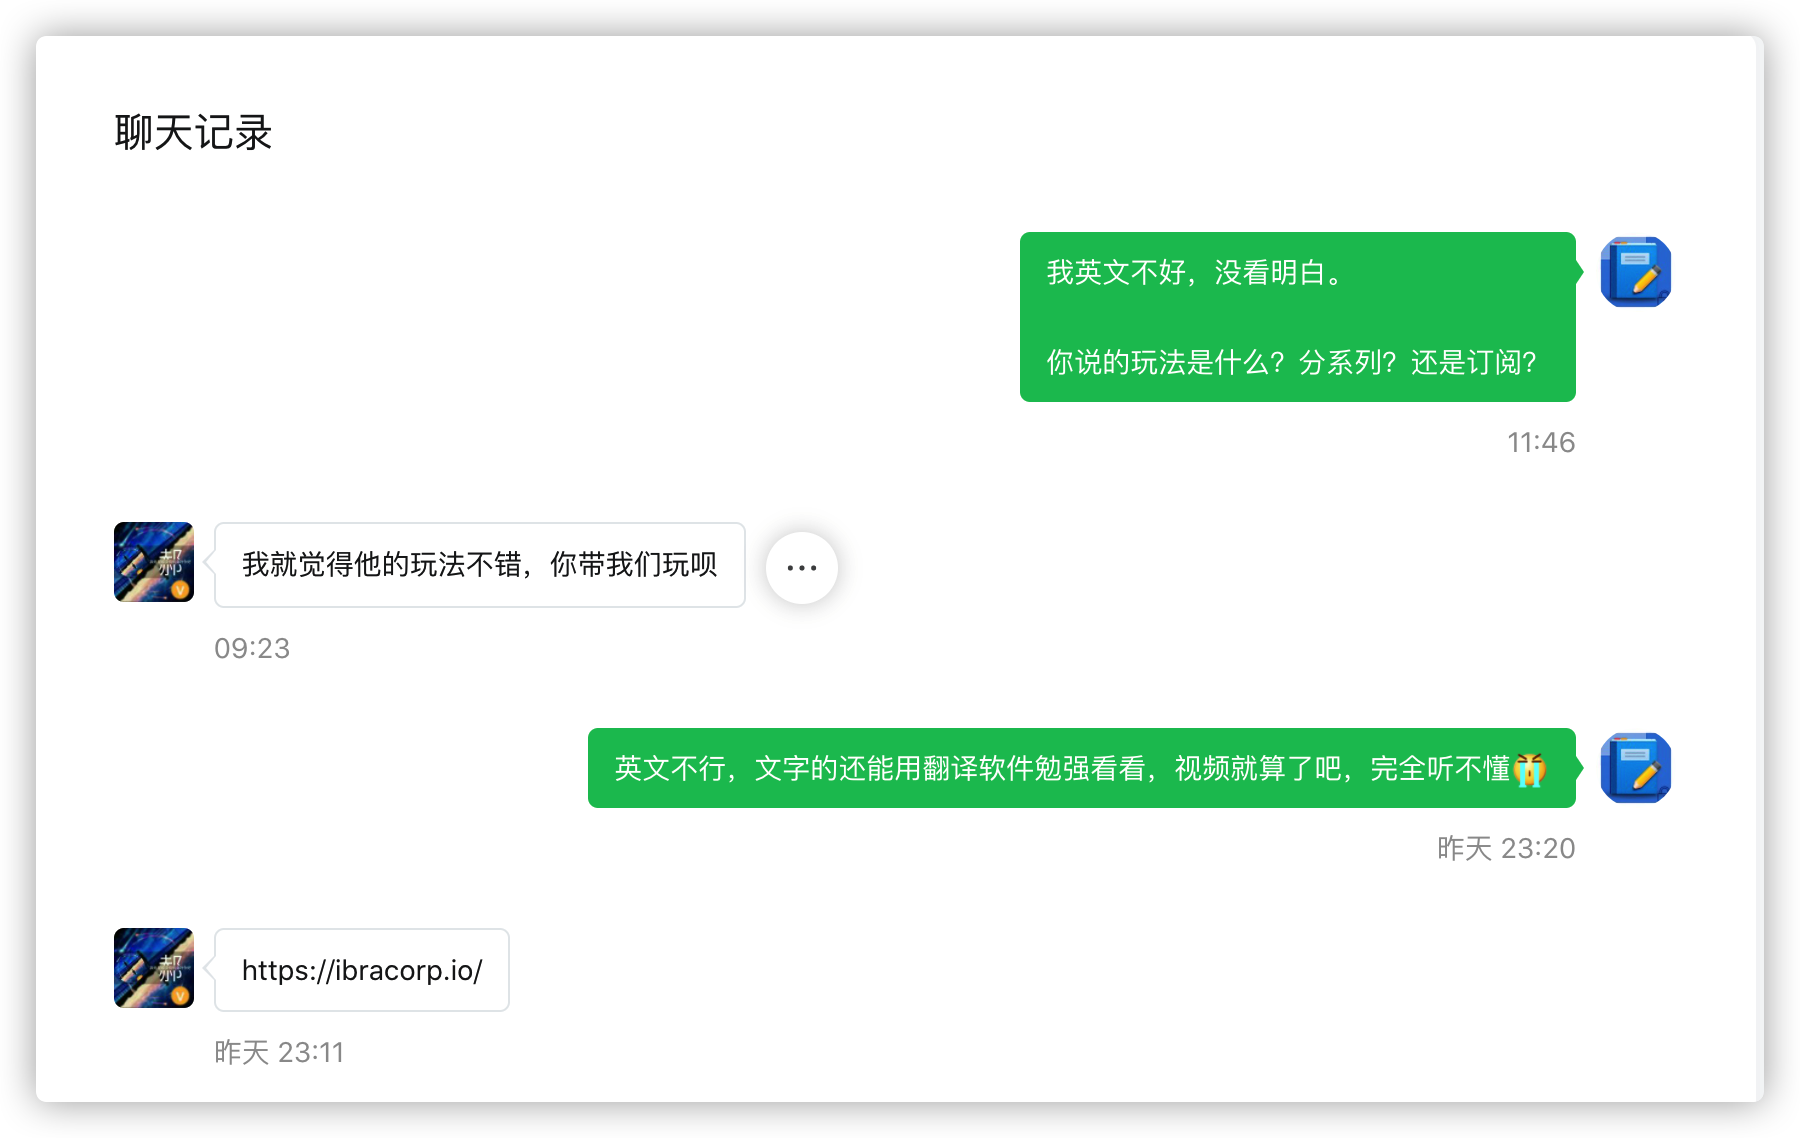 聊天记录
我英文不好，没看明白。
你说的玩法是什么？分系列？还是订阅？
11:46
郝
我就觉得他的玩法不错，你带我们玩呗
09:23
英文不行，文字的还能用翻译软件勉强看看，视频就算了吧，完全听不懂😭
昨天 23:20
郝
https://ibracorp.io/
昨天 23:11